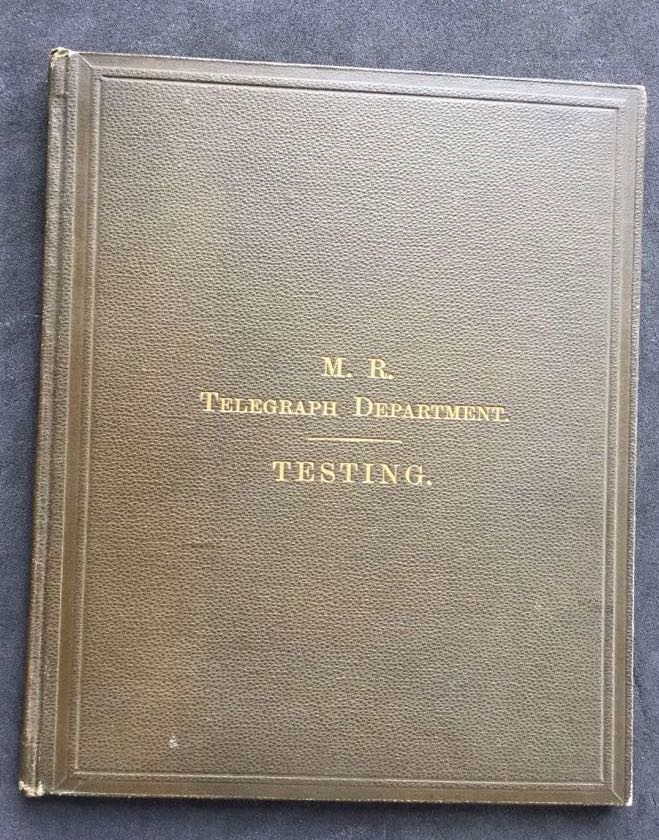 M. R.
Telegraph Department.
TESTING.